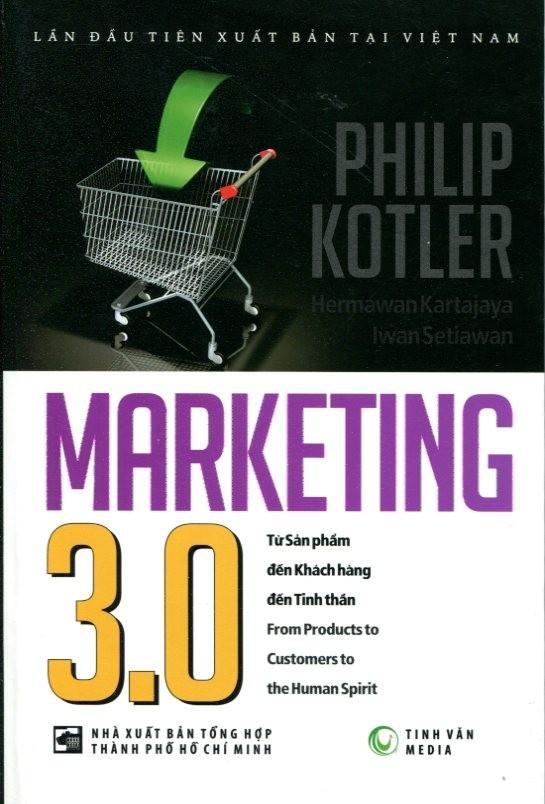 LẦN ĐẦU TIÊN XUẤT BẢN TẠI VIỆT NAM
PHILIP
KOTLER
Hermawan Kartajaya
Iwan Setiawan
MARKETING
3.0
Từ Sản phẩm
đến Khách hàng
đến Tinh thần
From Products to
Customers to
the Human Spirit
NHÀ XUẤT BẢN TỔNG HỢP
THÀNH PHỐ HỒ CHÍ MINH
TINH VĂN
MEDIA